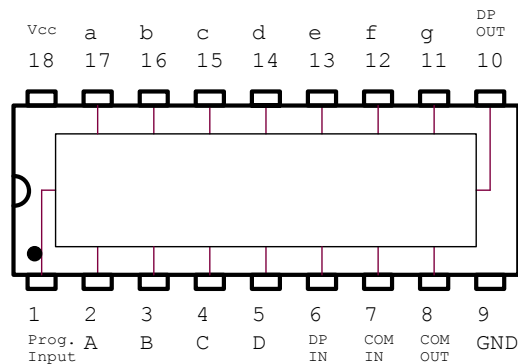 Vcc a b c d e f g DP OUT
18 17 16 15 14 13 12 11 10
1 2 3 4 5 6 7 8 9
Prog. Input A B C D DP IN COM IN COM OUT GND